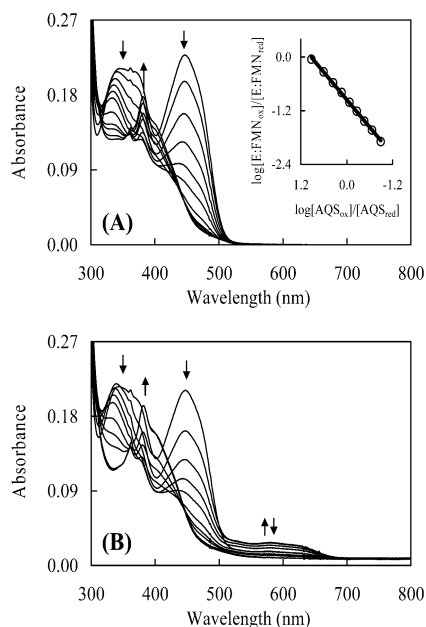 0.27
0.18
0.09
0.00
Absorbance
(A)
300 400 500 600 700 800
Wavelength (nm)
0.0
-1.2
-2.4
log[E:FMNox]/[E:FMNred]
1.2 0.0 -1.2
log[AQSox]/[AQSred]
0.27
0.18
0.09
0.00
Absorbance
(B)
300 400 500 600 700 800
Wavelength (nm)